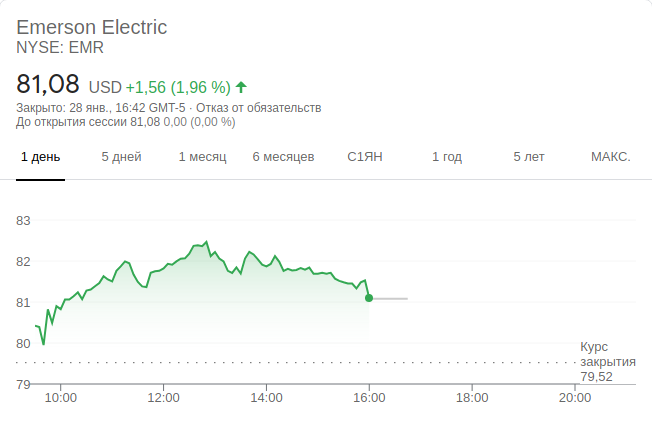 Emerson Electric
NYSE: EMR
81,08 USD +1,56 (1,96 %)
Закрыто: 28 янв., 16:42 GMT-5 · Отказ от обязательств
До открытия сессии 81,08 0,00 (0,00 %)
1 день 5 дней 1 месяц 6 месяцев С1ЯН 1 год 5 лет МАКС.
83
82
81
80
Курс
закрытия
79,52
79
10:00 12:00 14:00 16:00 18:00 20:00